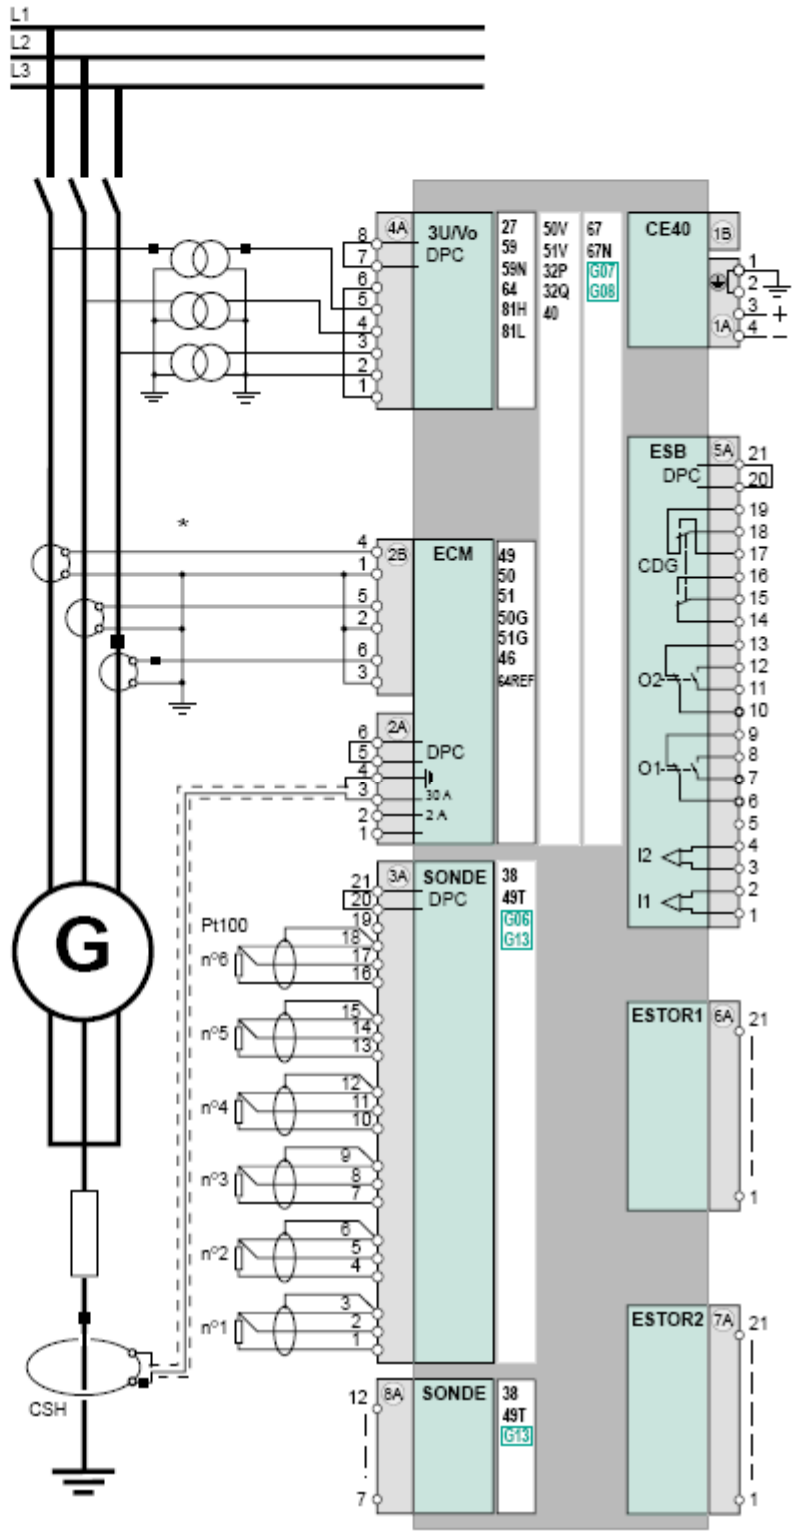 L1
L2
L3
8
7
6
5
4
3
2
1
4A
3U/Vo
DPC
27
59
59N
64
81H
81L
50V
51V
32P
32Q
40
67
67N
G07
G08
CE40
1B
1
2
3 +
4 -
1A
*
4
1
5
2
6
3
2B
ECM
49
50
51
50G
51G
46
64REF
6
5
4
3
2
1
2A
DPC
30 A
2 A
ESB
DPC
5A
CDG
O2
O1
I2
I1
21
20
19
18
17
16
15
14
13
12
11
10
9
8
7
6
5
4
3
2
1
G
Pt100
n°6
n°5
n°4
n°3
n°2
n°1
21
20
19
18
17
16
15
14
13
12
11
10
9
8
7
6
5
4
3
2
1
3A
SONDE
DPC
38
49T
G06
G13
ESTOR1
6A
21
1
CSH
12
7
8A
SONDE
38
49T
G13
ESTOR2
7A
21
1